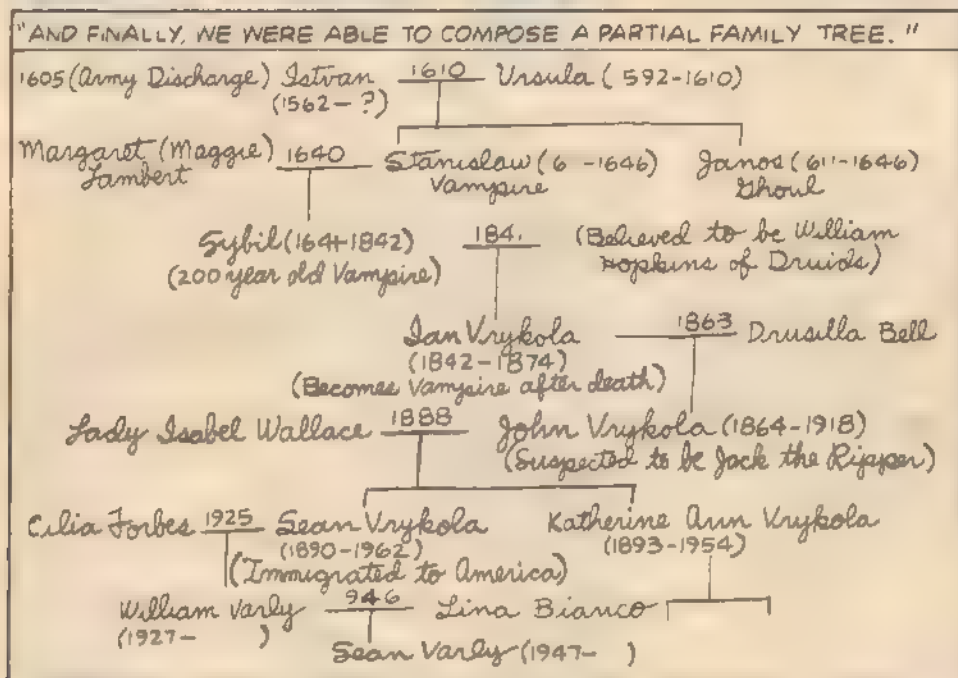 "AND FINALLY, WE WERE ABLE TO COMPOSE A PARTIAL FAMILY TREE."
1605 (Army Discharge) Istvan 1610 Ursula ( 592-1610)
(1562- ?)
Margaret (Maggie) 1640 Stanislaw (6 -1646) Janos (611-1646)
Lambert Vampire Ghoul
Sybil (1641-1842) 184. (Believed to be William
(200 year old Vampire) Hopkins of Druids)
Ian Vrykola 1863 Drusilla Bell
(1842-1874)
(Becomes Vampire after death)
Lady Isabel Wallace 1888 John Vrykola (1864-1918)
(Suspected to be Jack the Ripper)
Cilia Forbes 1925 Sean Vrykola Katherine Ann Vrykola
(1890-1962) (1893-1954)
(Immigrated to America)
William Varly 946 Lina Bianco
(1927- )
Sean Varly (1947- )